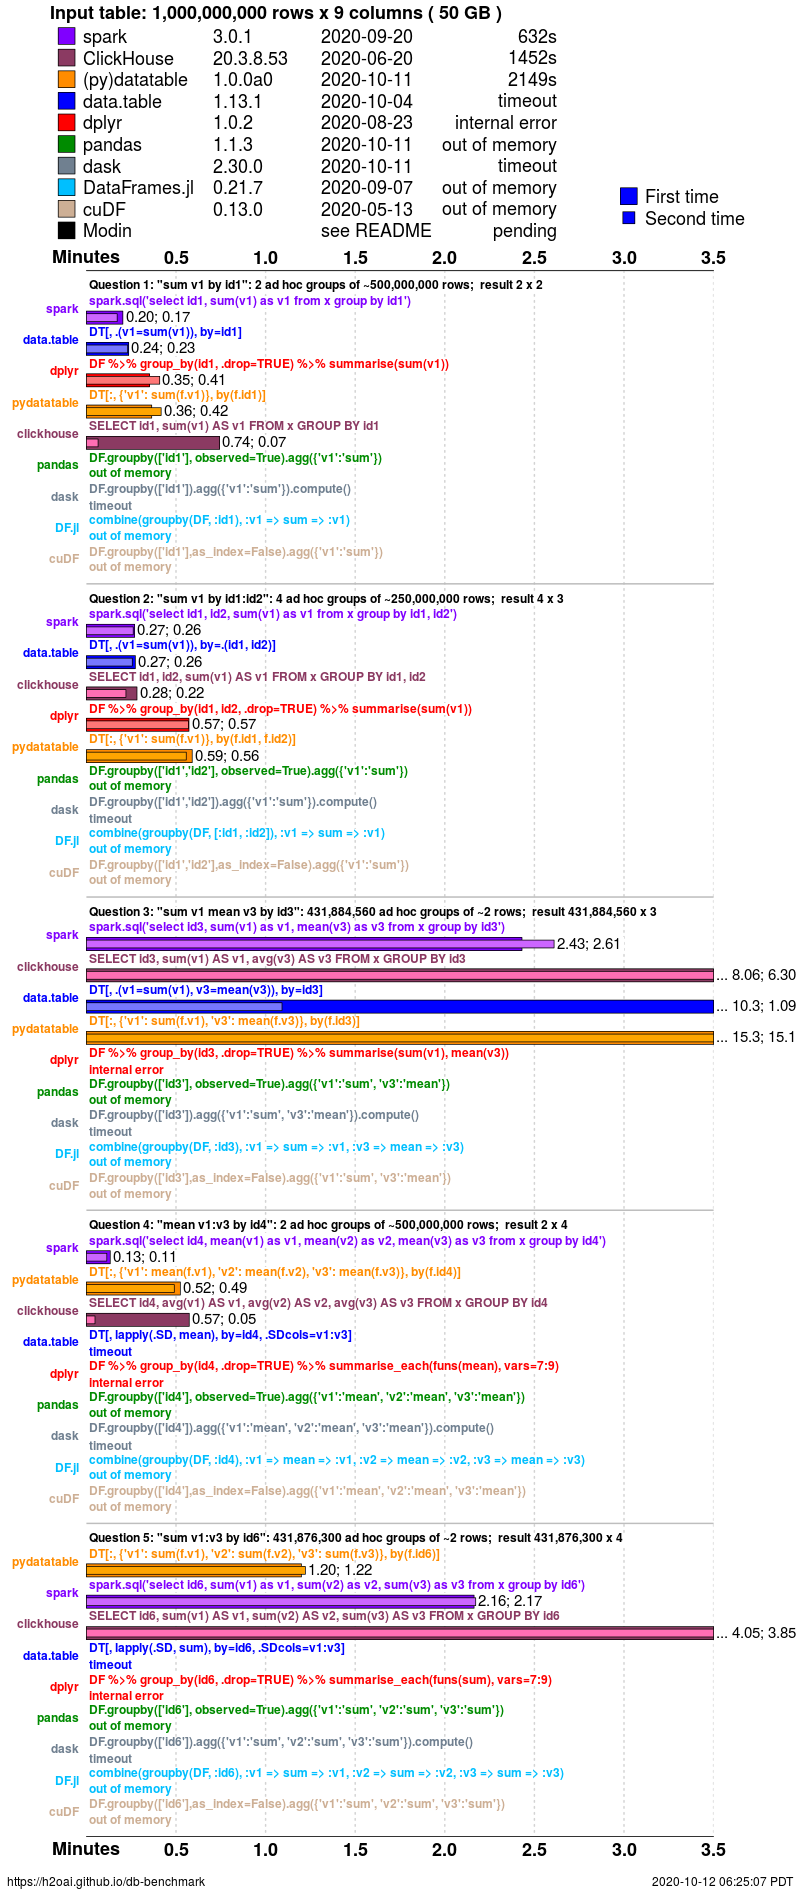 Input table: 1,000,000,000 rows x 9 columns ( 50 GB )
spark 3.0.1 2020-09-20 632s
ClickHouse 20.3.8.53 2020-06-20 1452s
(py)datatable 1.0.0a0 2020-10-11 2149s
data.table 1.13.1 2020-10-04 timeout
dplyr 1.0.2 2020-08-23 internal error
pandas 1.1.3 2020-10-11 out of memory
dask 2.30.0 2020-10-11 timeout
DataFrames.jl 0.21.7 2020-09-07 out of memory
cuDF 0.13.0 2020-05-13 out of memory
Modin see README pending
First time
Second time
Minutes 0.5 1.0 1.5 2.0 2.5 3.0 3.5
Question 1: "sum v1 by id1": 2 ad hoc groups of ~500,000,000 rows; result 2 x 2
spark.sql('select id1, sum(v1) as v1 from x group by id1')
spark 0.20; 0.17
DT[, .(v1=sum(v1)), by=id1]
data.table 0.24; 0.23
DF %>% group_by(id1, .drop=TRUE) %>% summarise(sum(v1))
dplyr 0.35; 0.41
DT[:, {'v1': sum(f.v1)}, by(f.id1)]
pydatatable 0.36; 0.42
SELECT id1, sum(v1) AS v1 FROM x GROUP BY id1
clickhouse 0.74; 0.07
DF.groupby(['id1'], observed=True).agg({'v1':'sum'})
pandas out of memory
DF.groupby(['id1']).agg({'v1':'sum'}).compute()
dask timeout
combine(groupby(DF, :id1), :v1 => sum => :v1)
DF.jl out of memory
DF.groupby(['id1'],as_index=False).agg({'v1':'sum'})
cuDF out of memory
Question 2: "sum v1 by id1:id2": 4 ad hoc groups of ~250,000,000 rows; result 4 x 3
spark.sql('select id1, id2, sum(v1) as v1 from x group by id1, id2')
spark 0.27; 0.26
DT[, .(v1=sum(v1)), by=.(id1, id2)]
data.table 0.27; 0.26
SELECT id1, id2, sum(v1) AS v1 FROM x GROUP BY id1, id2
clickhouse 0.28; 0.22
DF %>% group_by(id1, id2, .drop=TRUE) %>% summarise(sum(v1))
dplyr 0.57; 0.57
DT[:, {'v1': sum(f.v1)}, by(f.id1, f.id2)]
pydatatable 0.59; 0.56
DF.groupby(['id1','id2'], observed=True).agg({'v1':'sum'})
pandas out of memory
DF.groupby(['id1','id2']).agg({'v1':'sum'}).compute()
dask timeout
combine(groupby(DF, [:id1, :id2]), :v1 => sum => :v1)
DF.jl out of memory
DF.groupby(['id1','id2'],as_index=False).agg({'v1':'sum'})
cuDF out of memory
Question 3: "sum v1 mean v3 by id3": 431,884,560 ad hoc groups of ~2 rows; result 431,884,560 x 3
spark.sql('select id3, sum(v1) as v1, mean(v3) as v3 from x group by id3')
spark 2.43; 2.61
SELECT id3, sum(v1) AS v1, avg(v3) AS v3 FROM x GROUP BY id3
clickhouse ... 8.06; 6.30
DT[, .(v1=sum(v1), v3=mean(v3)), by=id3]
data.table ... 10.3; 1.09
DT[:, {'v1': sum(f.v1), 'v3': mean(f.v3)}, by(f.id3)]
pydatatable ... 15.3; 15.1
DF %>% group_by(id3, .drop=TRUE) %>% summarise(sum(v1), mean(v3))
dplyr internal error
DF.groupby(['id3'], observed=True).agg({'v1':'sum', 'v3':'mean'})
pandas out of memory
DF.groupby(['id3']).agg({'v1':'sum', 'v3':'mean'}).compute()
dask timeout
combine(groupby(DF, :id3), :v1 => sum => :v1, :v3 => mean => :v3)
DF.jl out of memory
DF.groupby(['id3'],as_index=False).agg({'v1':'sum', 'v3':'mean'})
cuDF out of memory
Question 4: "mean v1:v3 by id4": 2 ad hoc groups of ~500,000,000 rows; result 2 x 4
spark.sql('select id4, mean(v1) as v1, mean(v2) as v2, mean(v3) as v3 from x group by id4')
spark 0.13; 0.11
DT[:, {'v1': mean(f.v1), 'v2': mean(f.v2), 'v3': mean(f.v3)}, by(f.id4)]
pydatatable 0.52; 0.49
SELECT id4, avg(v1) AS v1, avg(v2) AS v2, avg(v3) AS v3 FROM x GROUP BY id4
clickhouse 0.57; 0.05
DT[, lapply(.SD, mean), by=id4, .SDcols=v1:v3]
data.table timeout
DF %>% group_by(id4, .drop=TRUE) %>% summarise_each(funs(mean), vars=7:9)
dplyr internal error
DF.groupby(['id4'], observed=True).agg({'v1':'mean', 'v2':'mean', 'v3':'mean'})
pandas out of memory
DF.groupby(['id4']).agg({'v1':'mean', 'v2':'mean', 'v3':'mean'}).compute()
dask timeout
combine(groupby(DF, :id4), :v1 => mean => :v1, :v2 => mean => :v2, :v3 => mean => :v3)
DF.jl out of memory
DF.groupby(['id4'],as_index=False).agg({'v1':'mean', 'v2':'mean', 'v3':'mean'})
cuDF out of memory
Question 5: "sum v1:v3 by id6": 431,876,300 ad hoc groups of ~2 rows; result 431,876,300 x 4
DT[:, {'v1': sum(f.v1), 'v2': sum(f.v2), 'v3': sum(f.v3)}, by(f.id6)]
pydatatable 1.20; 1.22
spark.sql('select id6, sum(v1) as v1, sum(v2) as v2, sum(v3) as v3 from x group by id6')
spark 2.16; 2.17
SELECT id6, sum(v1) AS v1, sum(v2) AS v2, sum(v3) AS v3 FROM x GROUP BY id6
clickhouse ... 4.05; 3.85
DT[, lapply(.SD, sum), by=id6, .SDcols=v1:v3]
data.table timeout
DF %>% group_by(id6, .drop=TRUE) %>% summarise_each(funs(sum), vars=7:9)
dplyr internal error
DF.groupby(['id6'], observed=True).agg({'v1':'sum', 'v2':'sum', 'v3':'sum'})
pandas out of memory
DF.groupby(['id6']).agg({'v1':'sum', 'v2':'sum', 'v3':'sum'}).compute()
dask timeout
combine(groupby(DF, :id6), :v1 => sum => :v1, :v2 => sum => :v2, :v3 => sum => :v3)
DF.jl out of memory
DF.groupby(['id6'],as_index=False).agg({'v1':'sum', 'v2':'sum', 'v3':'sum'})
cuDF out of memory
Minutes 0.5 1.0 1.5 2.0 2.5 3.0 3.5
https://h2oai.github.io/db-benchmark 2020-10-12 06:25:07 PDT